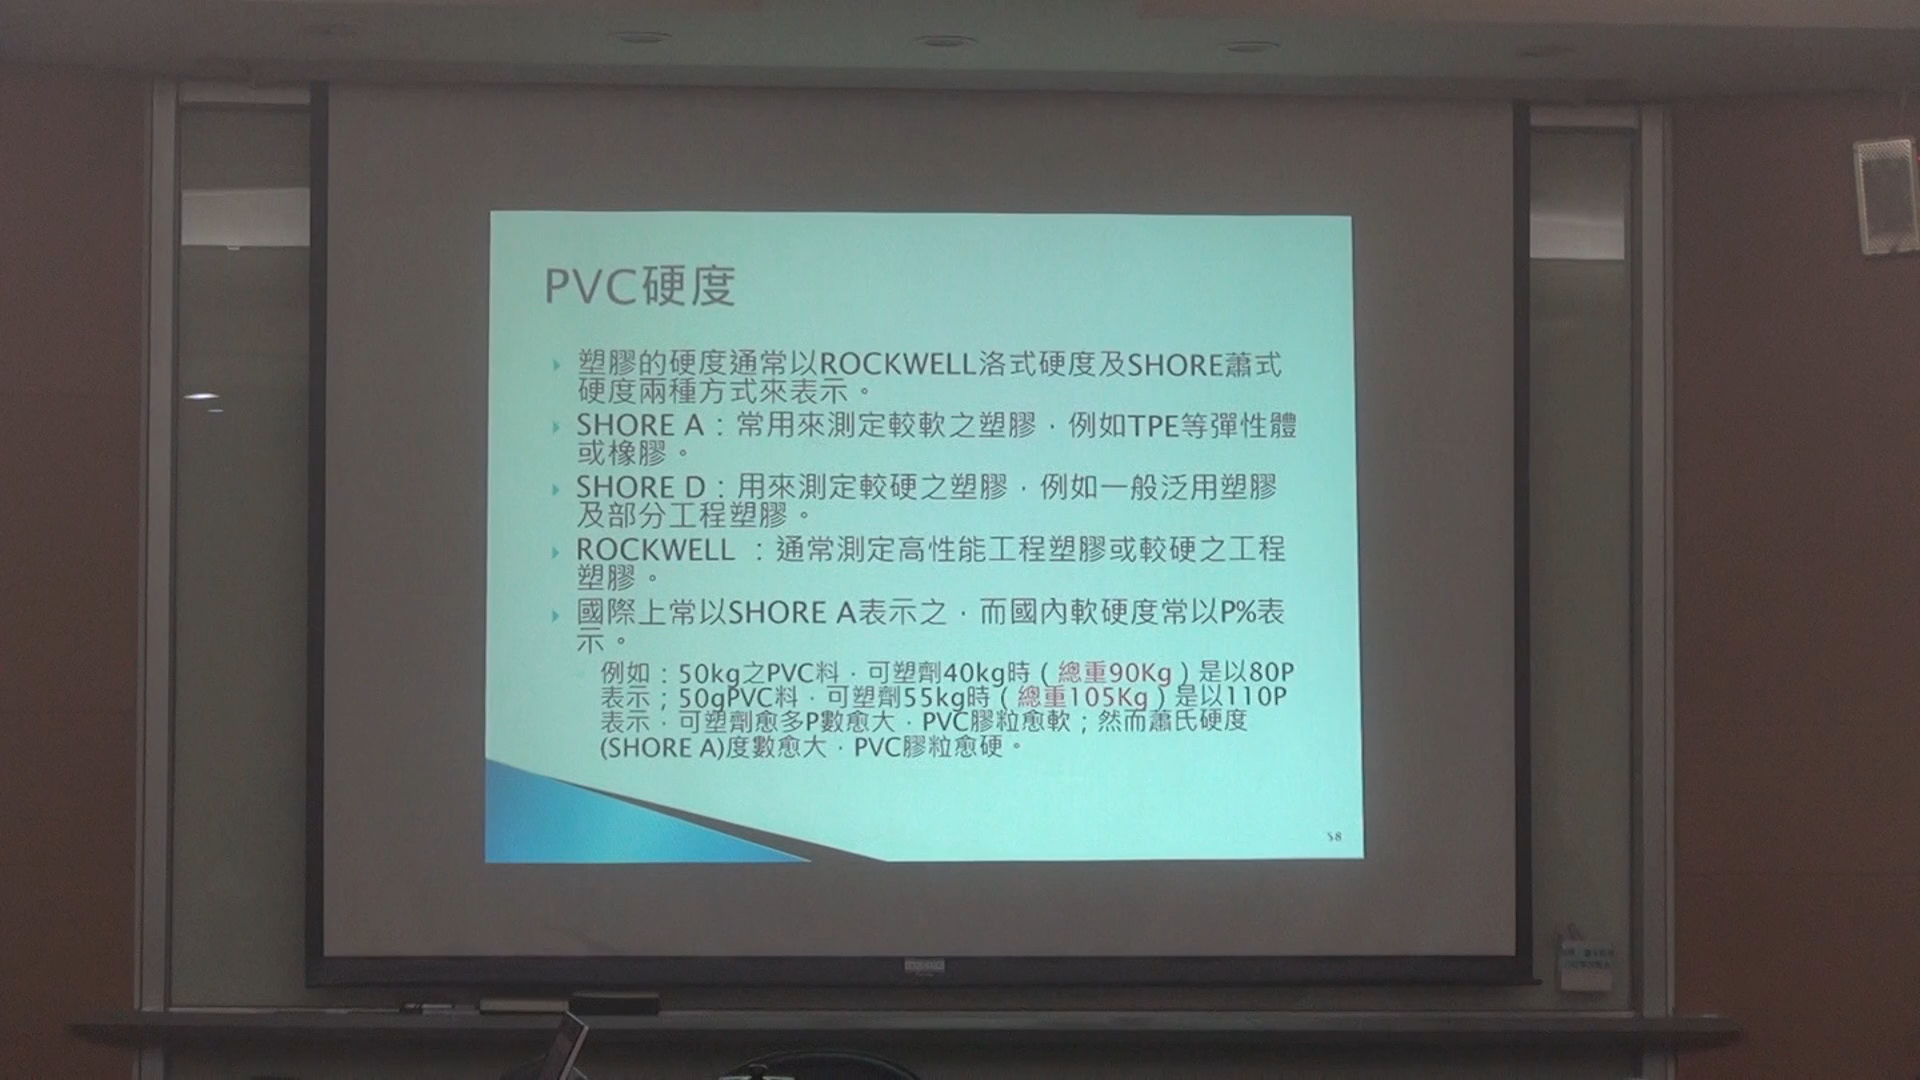 PVC硬度
塑膠的硬度通常以ROCKWELL洛式硬度及SHORE蕭式
硬度兩種方式來表示。
SHORE A：常用來測定較軟之塑膠，例如TPE等彈性體
或橡膠。
SHORE D：用來測定較硬之塑膠，例如一般泛用塑膠
及部分工程塑膠。
ROCKWELL ：通常測定高性能工程塑膠或較硬之工程
塑膠。
國際上常以SHORE A表示之，而國內軟硬度常以P%表
示。
例如：50kg之PVC料，可塑劑40kg時（總重90Kg）是以80P
表示；50gPVC料，可塑劑55kg時（總重105Kg）是以110P
表示，可塑劑愈多P數愈大，PVC膠粒愈軟；然而蕭氏硬度
(SHORE A)度數愈大，PVC膠粒愈硬。
58